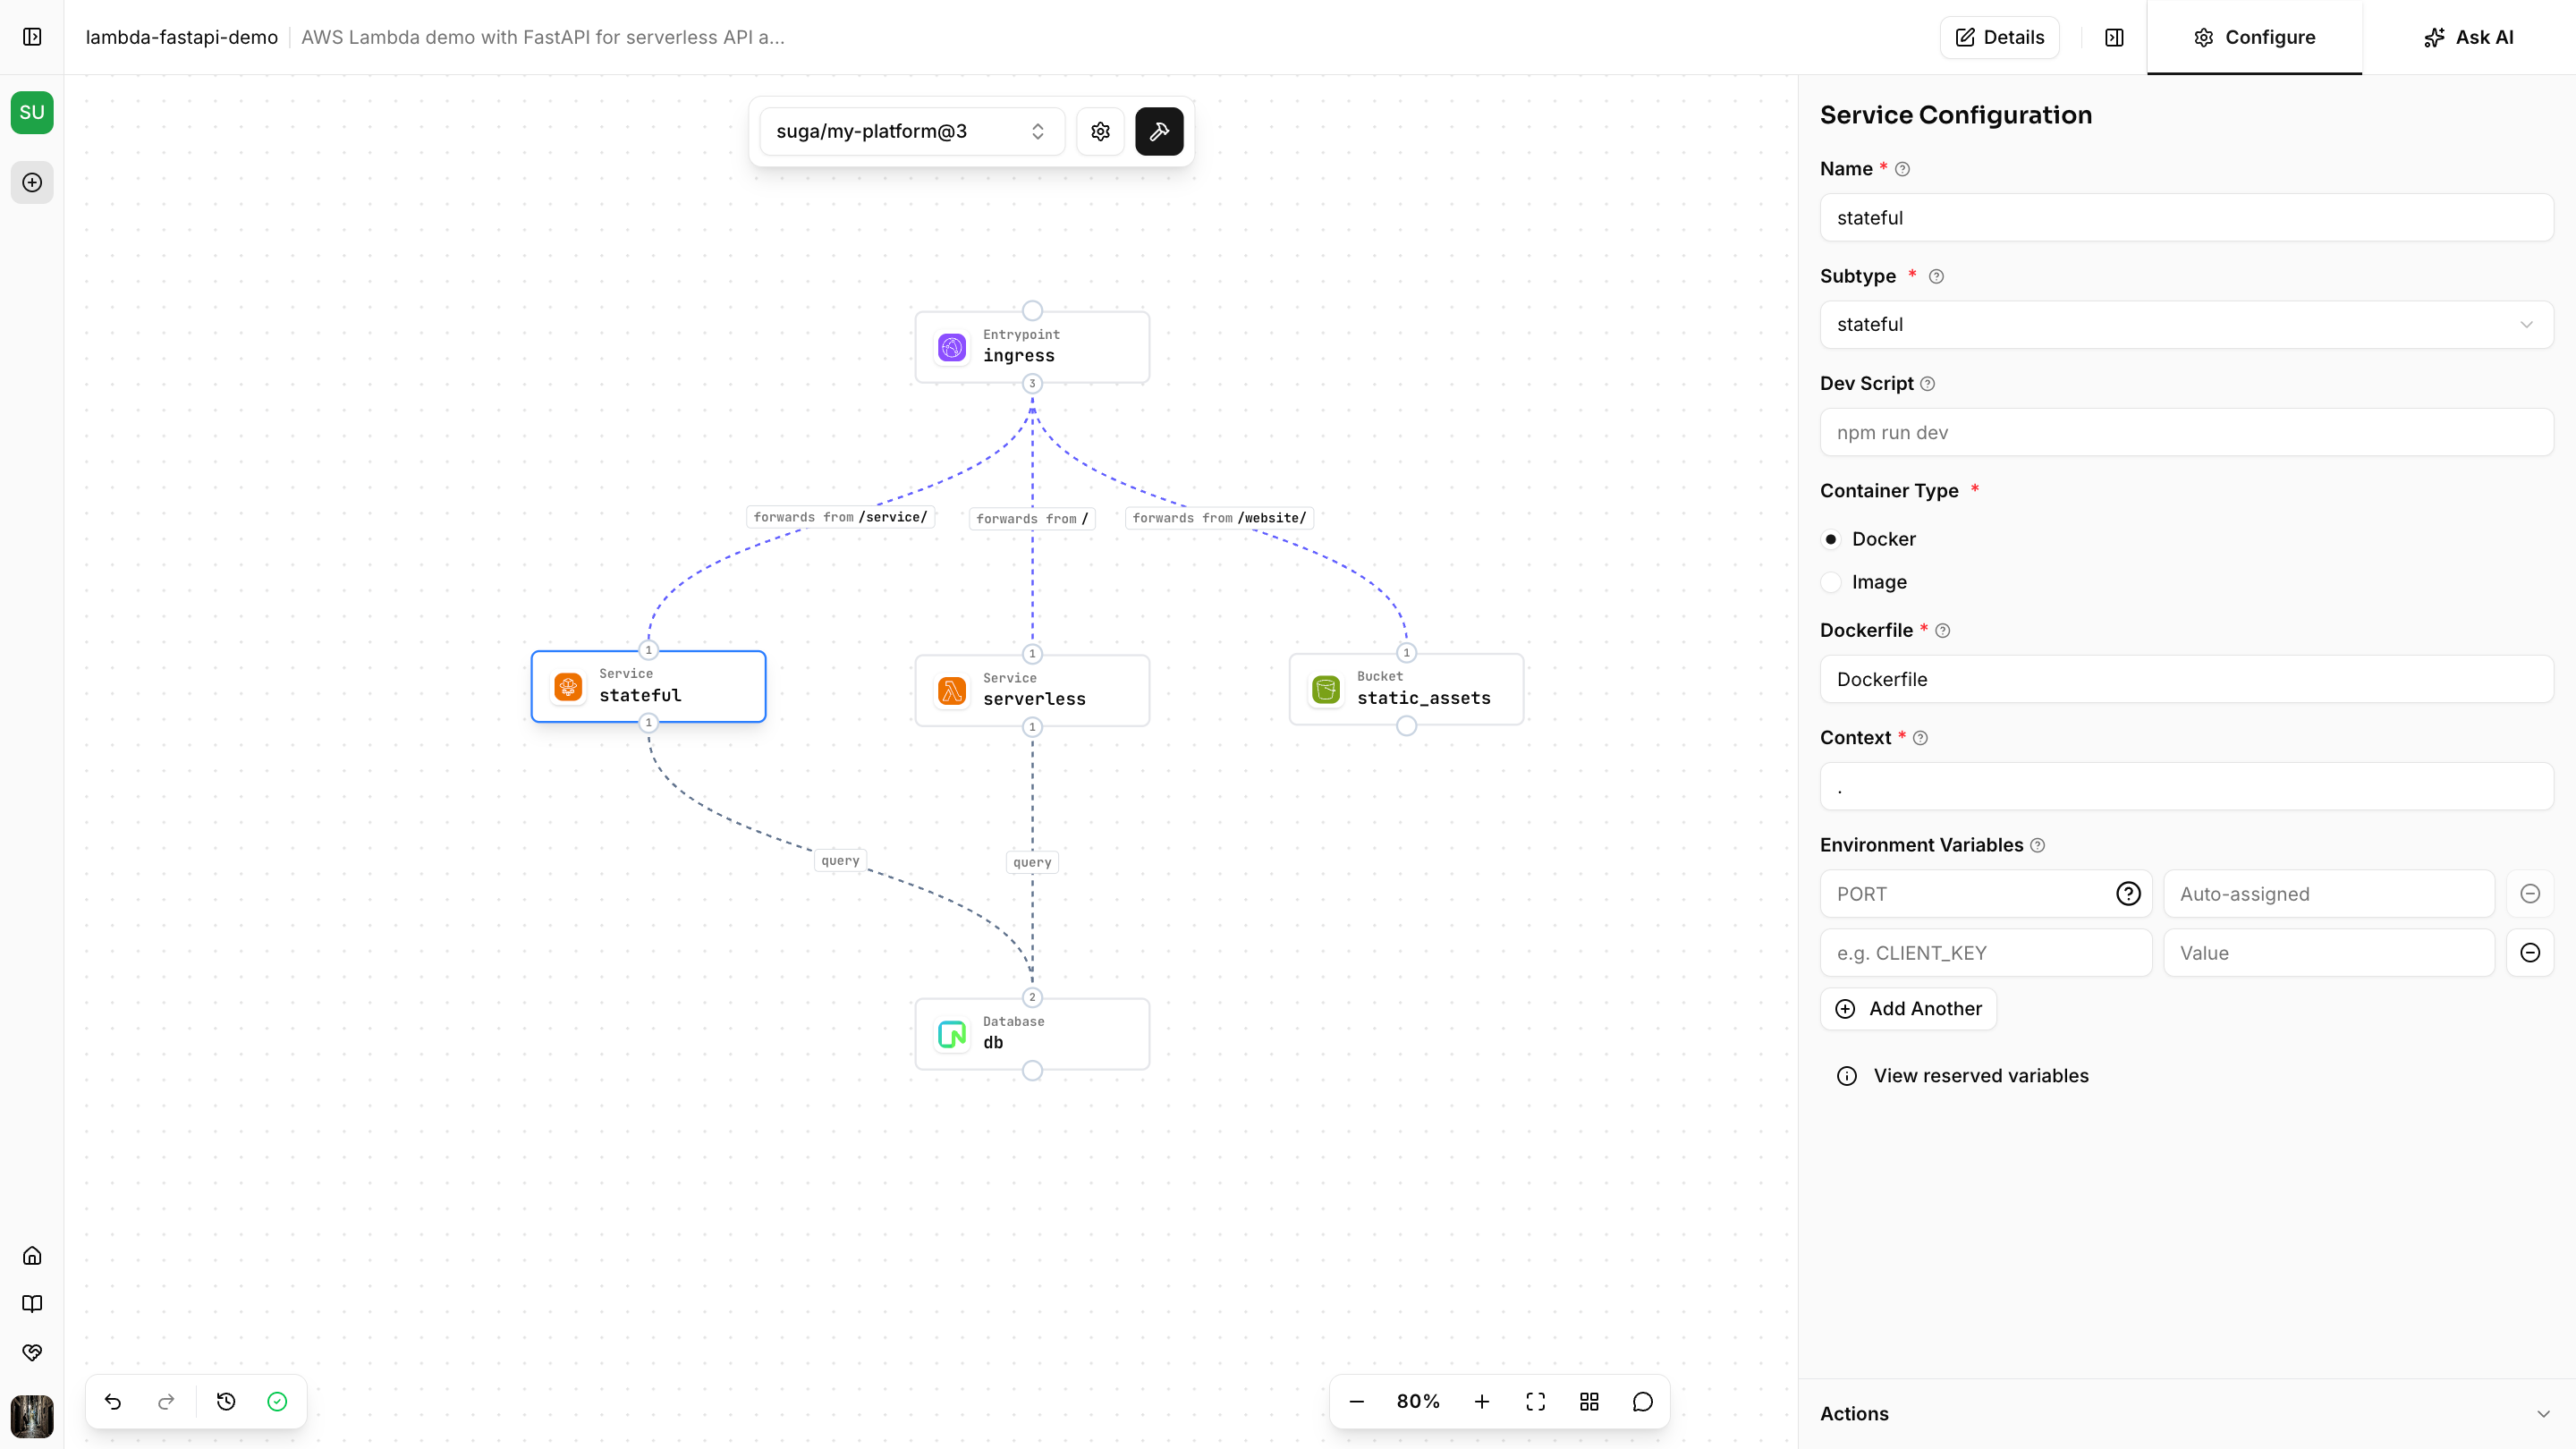 lambda-fastapi-demo
AWS Lambda demo with FastAPI for serverless API a...
Details
Configure
Ask AI
SU
suga/my-platform@3
Entrypoint
ingress
3
forwards from /service/
forwards from /
forwards from /website/
1
Service
stateful
1
1
Service
serverless
1
1
Bucket
static_assets
query
query
2
Database
db
80%
Service Configuration
Name *
stateful
Subtype *
stateful
Dev Script
npm run dev
Container Type *
Docker
Image
Dockerfile *
Dockerfile
Context *
.
Environment Variables
PORT
Auto-assigned
e.g. CLIENT_KEY
Value
Add Another
View reserved variables
Actions